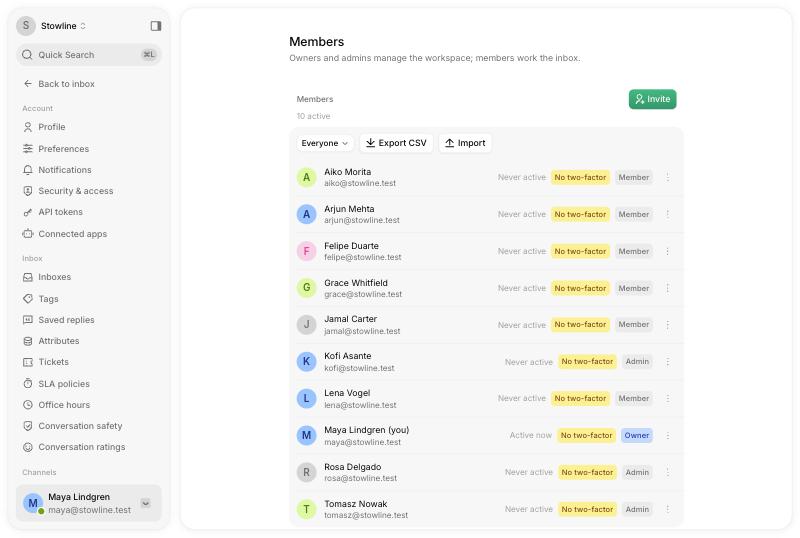 S Stowline
Quick Search ⌘L
Back to inbox
Account
Profile
Preferences
Notifications
Security & access
API tokens
Connected apps
Inbox
Inboxes
Tags
Saved replies
Attributes
Tickets
SLA policies
Office hours
Conversation safety
Conversation ratings
Channels
M Maya Lindgren
maya@stowline.test
Members
Owners and admins manage the workspace; members work the inbox.
Members
10 active
Invite
Everyone Export CSV Import
A Aiko Morita
aiko@stowline.test
Never active No two-factor Member
A Arjun Mehta
arjun@stowline.test
Never active No two-factor Member
F Felipe Duarte
felipe@stowline.test
Never active No two-factor Member
G Grace Whitfield
grace@stowline.test
Never active No two-factor Member
J Jamal Carter
jamal@stowline.test
Never active No two-factor Member
K Kofi Asante
kofi@stowline.test
Never active No two-factor Admin
L Lena Vogel
lena@stowline.test
Never active No two-factor Member
M Maya Lindgren (you)
maya@stowline.test
Active now No two-factor Owner
R Rosa Delgado
rosa@stowline.test
Never active No two-factor Admin
T Tomasz Nowak
tomasz@stowline.test
Never active No two-factor Admin